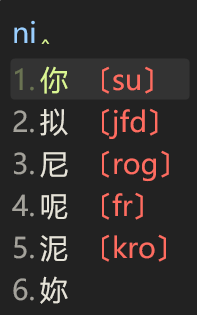 ni‸
1.你 〔su〕
2.拟 〔jfd〕
3.尼 〔rog〕
4.呢 〔fr〕
5.泥 〔kro〕
6.妳